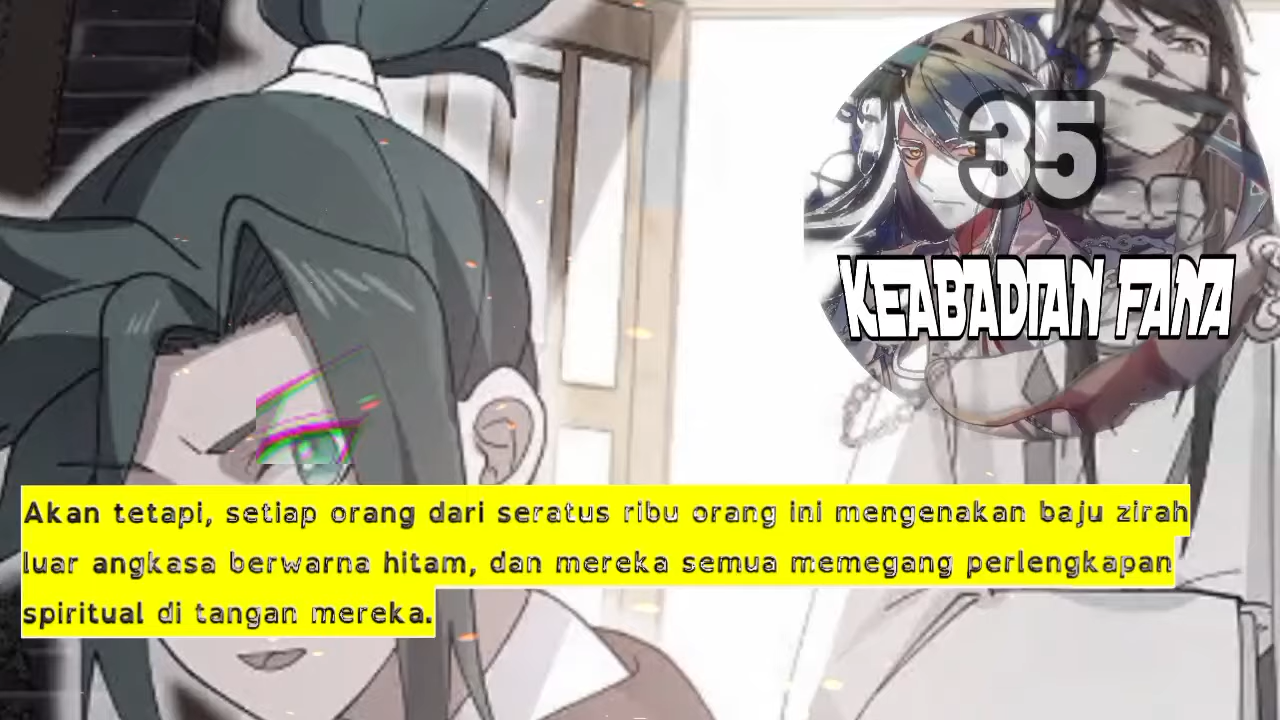 35
KEABADIAN FANA
Akan tetapi, setiap orang dari seratus ribu orang ini mengenakan baju zirah
luar angkasa berwarna hitam, dan mereka semua memegang perlengkapan
spiritual di tangan mereka.